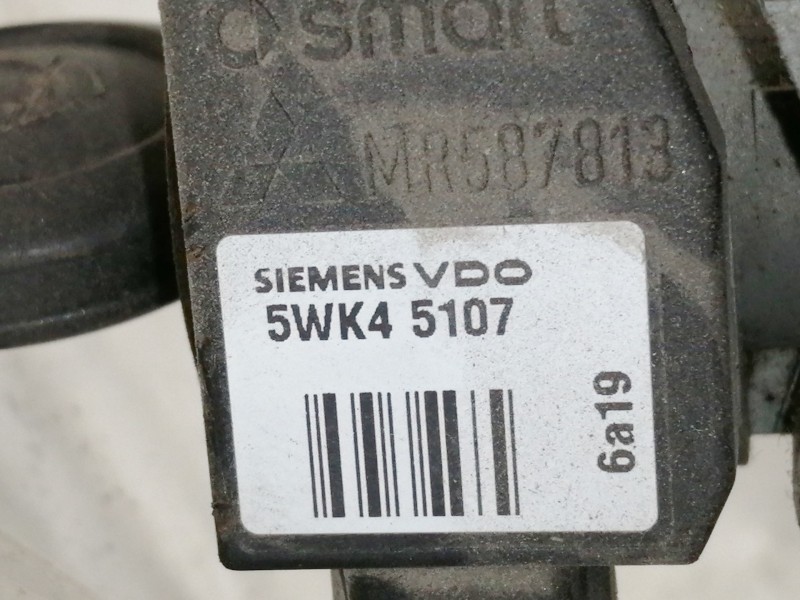 smart
MR587813
SIEMENS VDO
5WK4 5107
6a19